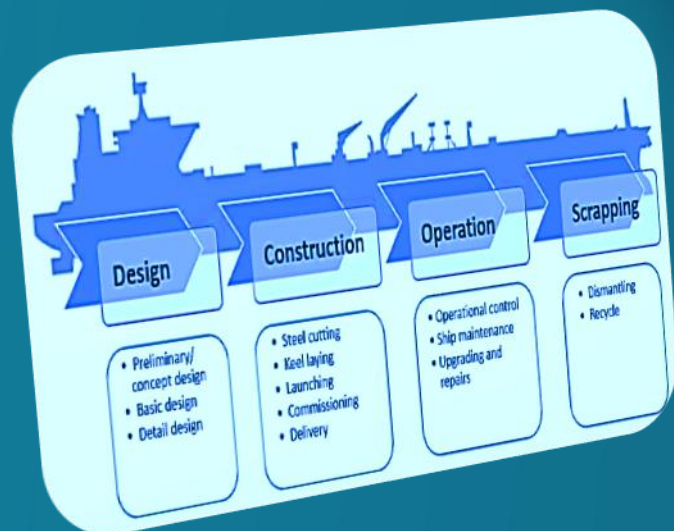 Design
Preliminary/
concept design
Basic design
Detail design
Construction
Steel cutting
Keel laying
Launching
Commissioning
Delivery
Operation
Operational control
Ship maintenance
Upgrading and
repairs
Scrapping
Dismantling
Recycle